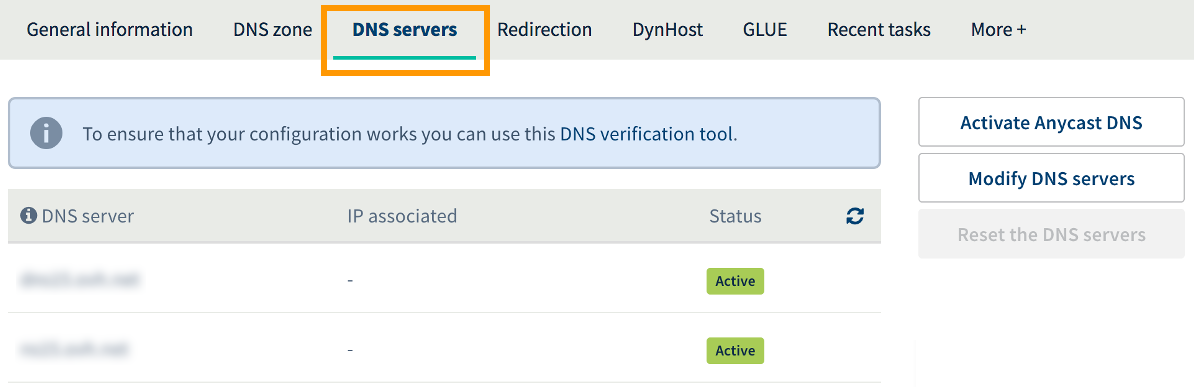 General information DNS zone DNS servers Redirection DynHost GLUE Recent tasks More +
To ensure that your configuration works you can use this DNS verification tool.
Activate Anycast DNS
Modify DNS servers
Reset the DNS servers
DNS server IP associated Status
- Active
- Active